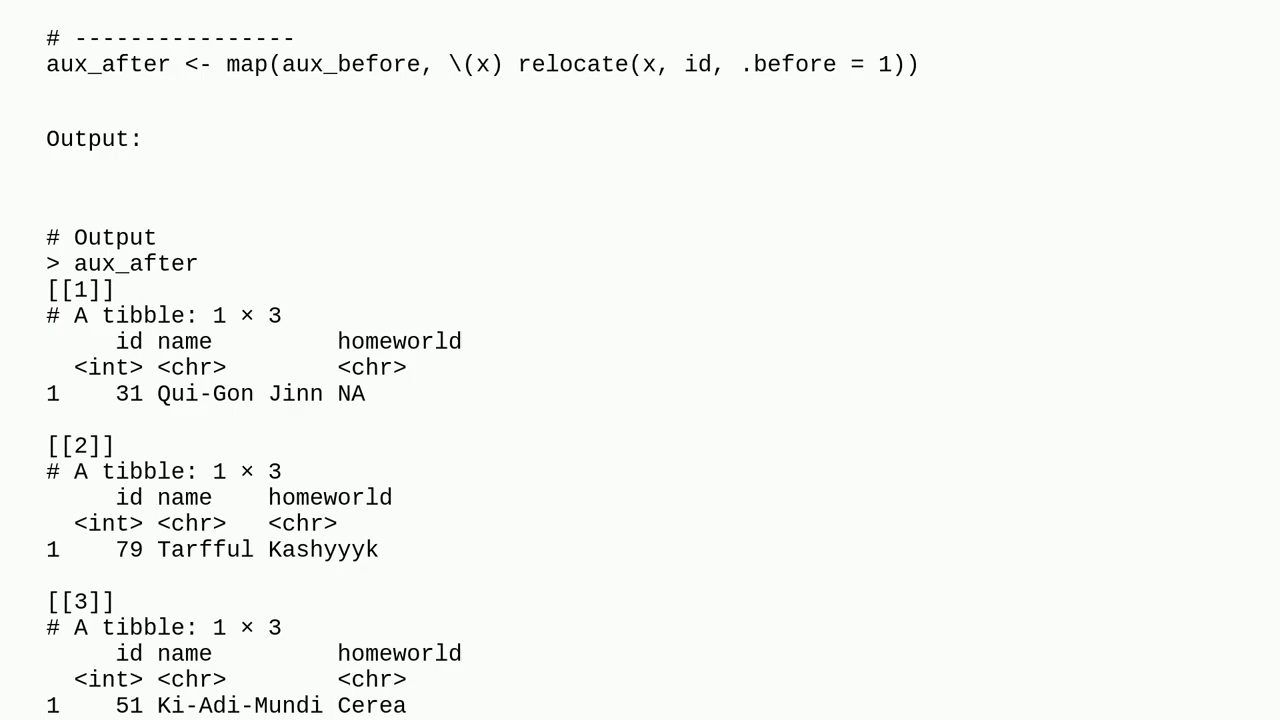 # ----------------
aux_after <- map(aux_before, \(x) relocate(x, id, .before = 1))
Output:
# Output
> aux_after
[[1]]
# A tibble: 1 × 3
     id name         homeworld
  <int> <chr>        <chr>
1    31 Qui-Gon Jinn NA
[[2]]
# A tibble: 1 × 3
     id name    homeworld
  <int> <chr>   <chr>
1    79 Tarfful Kashyyyk
[[3]]
# A tibble: 1 × 3
     id name         homeworld
  <int> <chr>        <chr>
1    51 Ki-Adi-Mundi Cerea